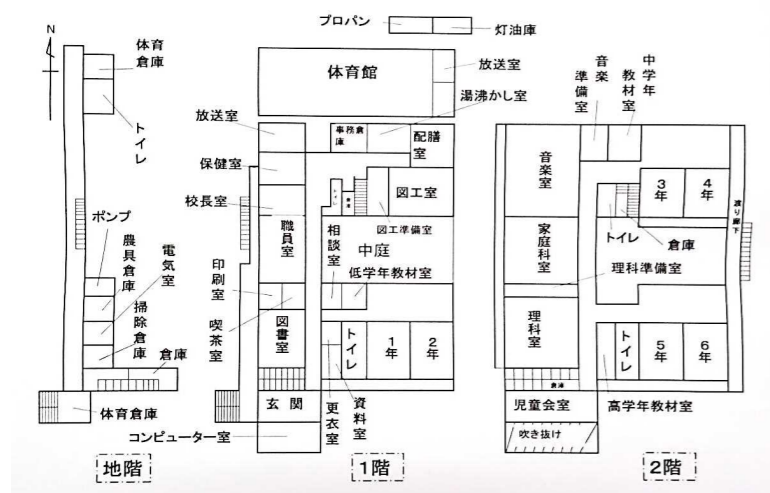 N
体育倉庫
トイレ
ポンプ
農具倉庫
電気室
掃除倉庫
倉庫
体育倉庫
地階
プロパン
灯油庫
体育館
放送室
湯沸かし室
放送室
事務倉庫
配膳室
保健室
トイレ
倉庫
図工室
校長室
図工準備室
職員室
相談室
中庭
低学年教材室
印刷室
喫茶室
図書室
トイレ
1年
2年
玄関
更衣室
資料室
コンピューター室
1階
音楽準備室
中学年教材室
音楽室
3年
4年
渡り廊下
トイレ
倉庫
家庭科室
理科準備室
理科室
トイレ
5年
6年
倉庫
児童会室
高学年教材室
吹き抜け
2階